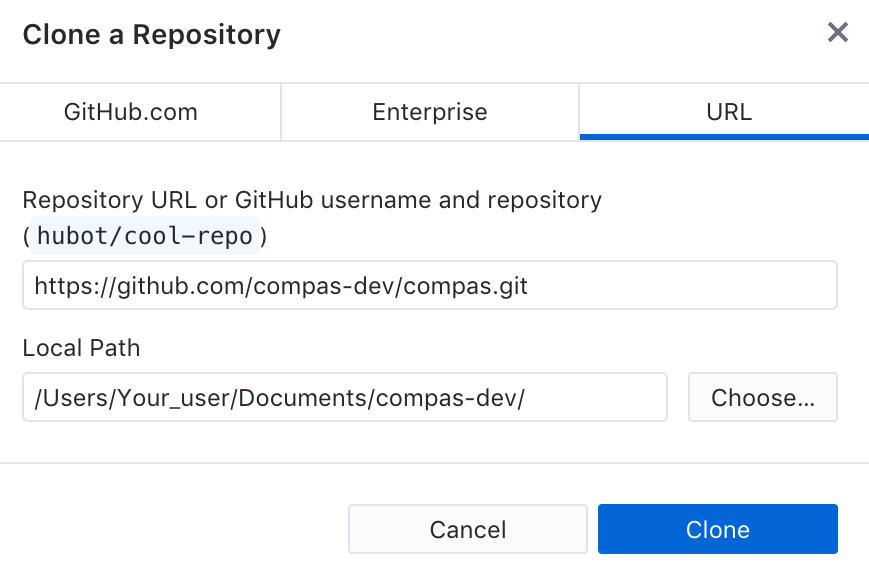 Clone a Repository
GitHub.com
Enterprise
URL
Repository URL or GitHub username and repository
(hubot/cool-repo)
https://github.com/compas-dev/compas.git
Local Path
/Users/Your_user/Documents/compas-dev/
Choose...
Cancel
Clone